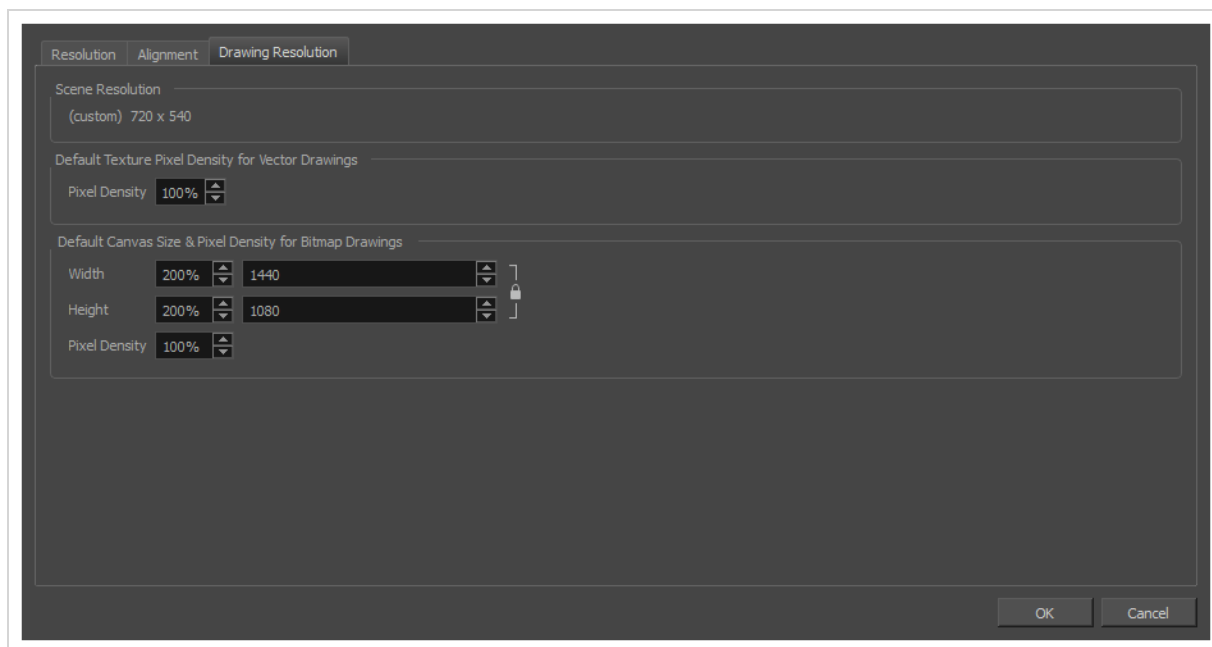 Resolution Alignment Drawing Resolution
Scene Resolution
(custom) 720 x 540
Default Texture Pixel Density for Vector Drawings
Pixel Density 100%
Default Canvas Size & Pixel Density for Bitmap Drawings
Width 200% 1440
Height 200% 1080
Pixel Density 100%
OK Cancel